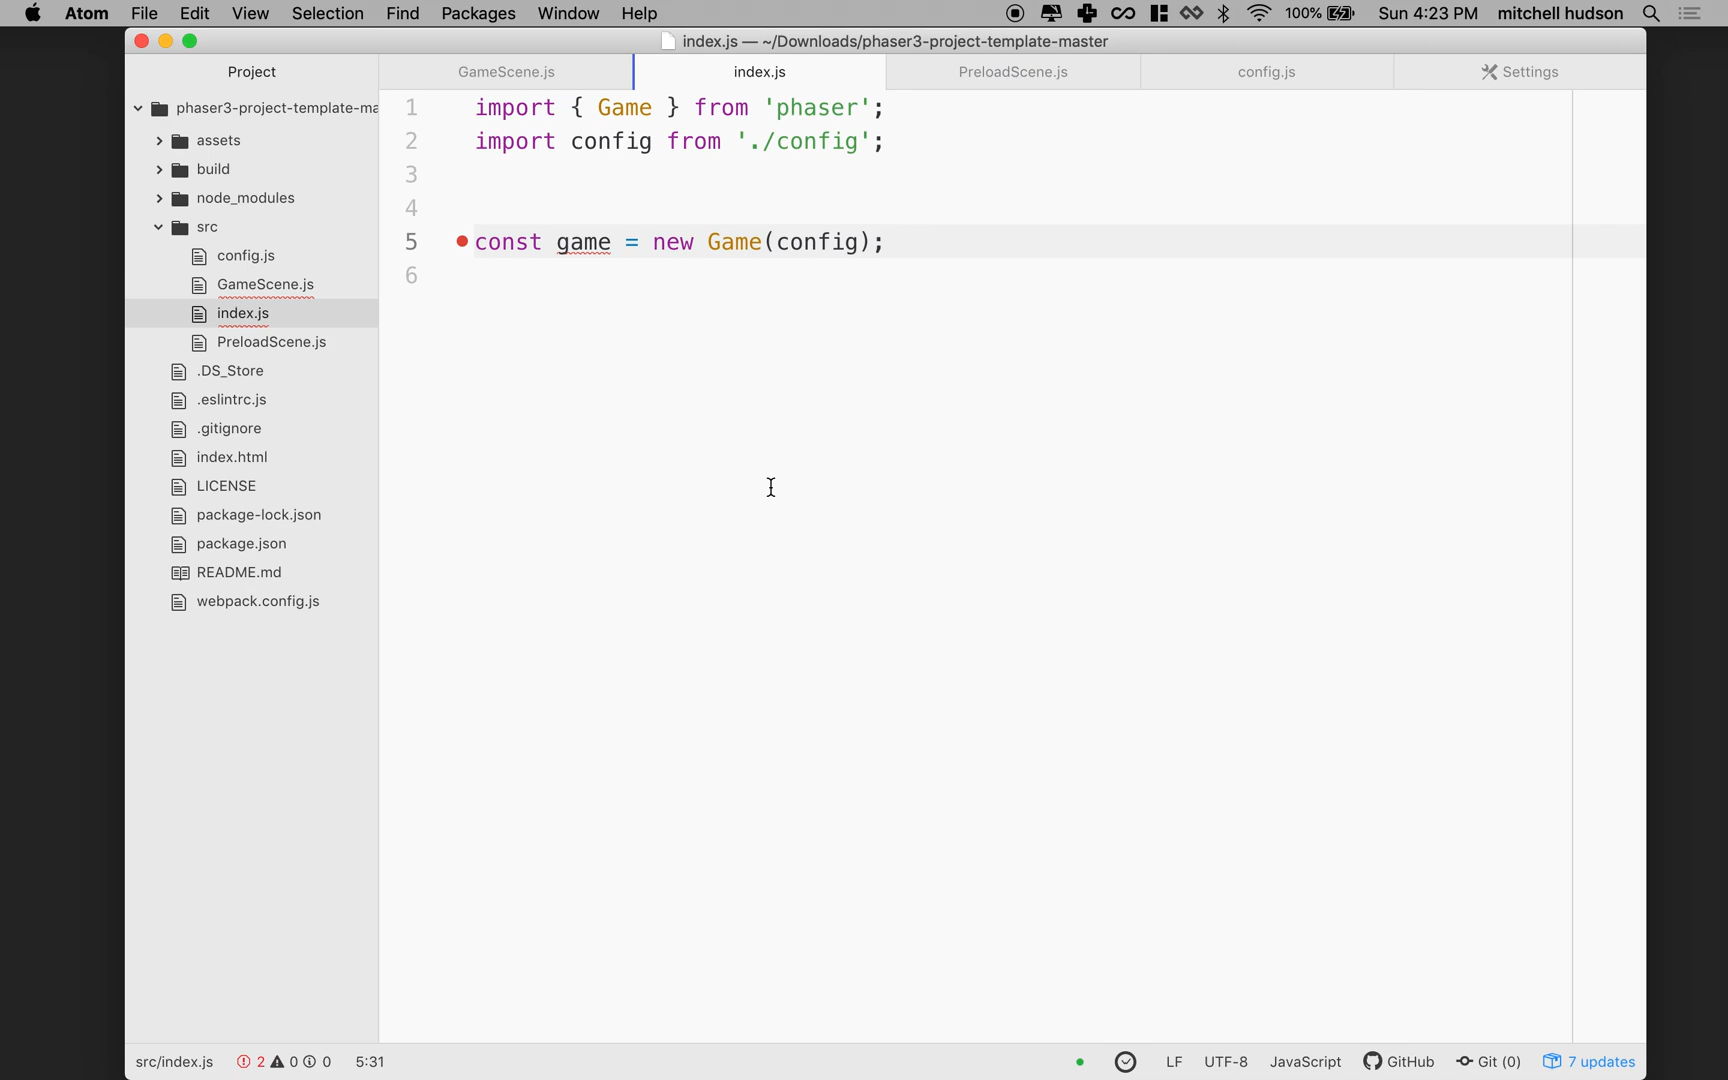 Atom File Edit View Selection Find Packages Window Help 100% Sun 4:23 PM mitchell hudson
index.js — ~/Downloads/phaser3-project-template-master
Project
GameScene.js index.js PreloadScene.js config.js Settings
phaser3-project-template-ma
assets
build
node_modules
src
config.js
GameScene.js
index.js
PreloadScene.js
.DS_Store
.eslintrc.js
.gitignore
index.html
LICENSE
package-lock.json
package.json
README.md
webpack.config.js
1 import { Game } from 'phaser';
2 import config from './config';
3
4
5 const game = new Game(config);
6
src/index.js 2 0 0 5:31 LF UTF-8 JavaScript GitHub Git (0) 7 updates